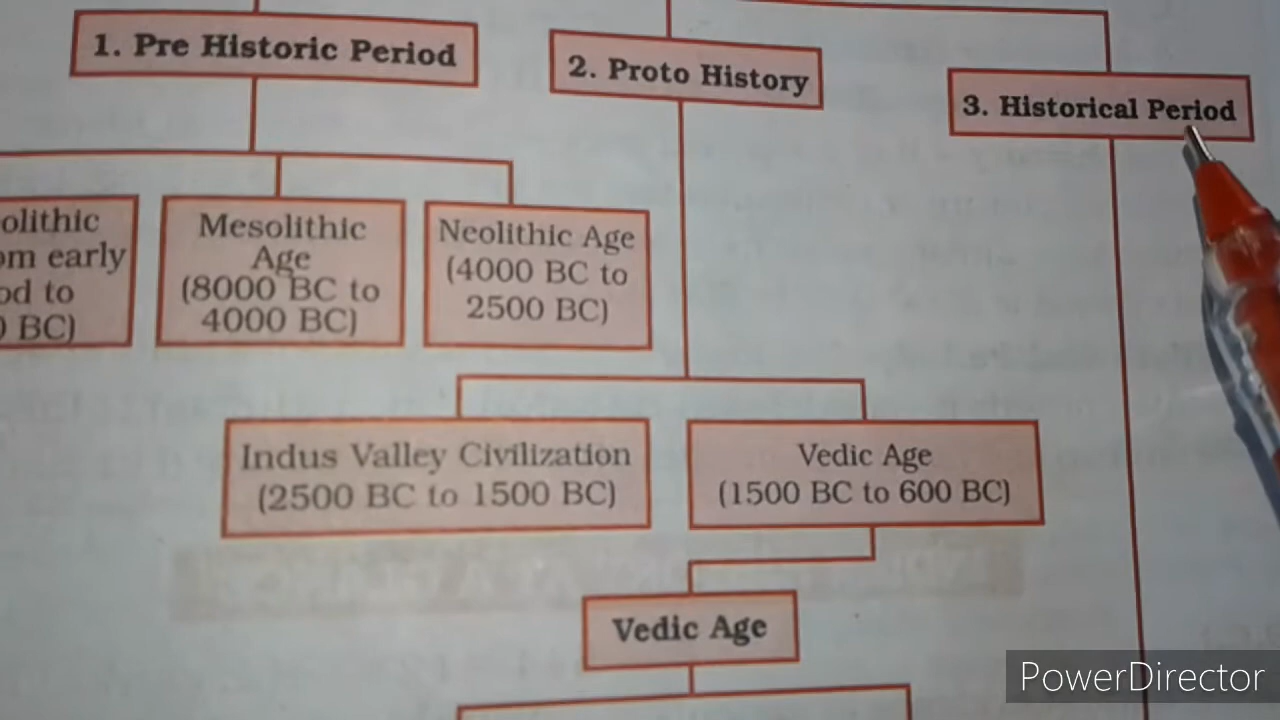 1. Pre Historic Period
2. Proto History
3. Historical Period
olithic
om early
od to
BC)
Mesolithic
Age
(8000 BC to
4000 BC)
Neolithic Age
(4000 BC to
2500 BC)
Indus Valley Civilization
(2500 BC to 1500 BC)
Vedic Age
(1500 BC to 600 BC)
Vedic Age
PowerDirector